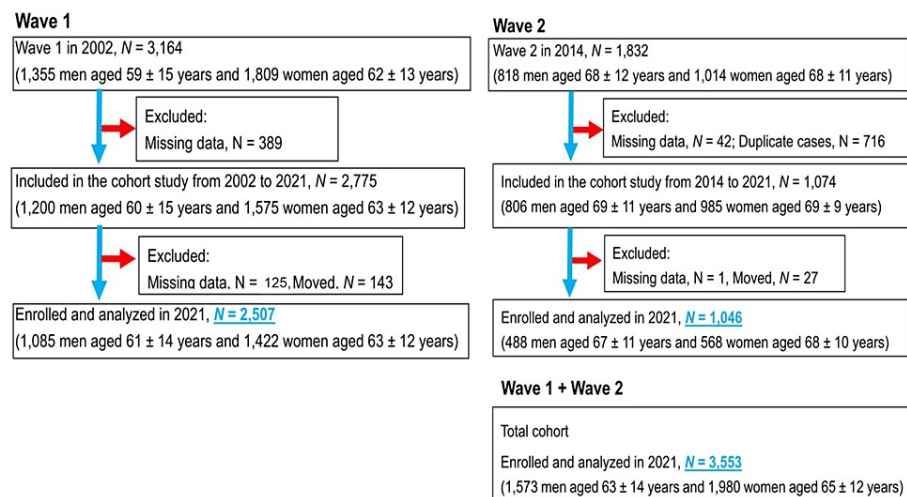 Wave 1
Wave 1 in 2002, N = 3,164
(1,355 men aged 59 ± 15 years and 1,809 women aged 62 ± 13 years)
Excluded:
Missing data, N = 389
Included in the cohort study from 2002 to 2021, N = 2,775
(1,200 men aged 60 ± 15 years and 1,575 women aged 63 ± 12 years)
Excluded:
Missing data, N = 125, Moved, N = 143
Enrolled and analyzed in 2021, N = 2,507
(1,085 men aged 61 ± 14 years and 1,422 women aged 63 ± 12 years)
Wave 2
Wave 2 in 2014, N = 1,832
(818 men aged 68 ± 12 years and 1,014 women aged 68 ± 11 years)
Excluded:
Missing data, N = 42; Duplicate cases, N = 716
Included in the cohort study from 2014 to 2021, N = 1,074
(806 men aged 69 ± 11 years and 985 women aged 69 ± 9 years)
Excluded:
Missing data, N = 1, Moved, N = 27
Enrolled and analyzed in 2021, N = 1,046
(488 men aged 67 ± 11 years and 568 women aged 68 ± 10 years)
Wave 1 + Wave 2
Total cohort
Enrolled and analyzed in 2021, N = 3,553
(1,573 men aged 63 ± 14 years and 1,980 women aged 65 ± 12 years)